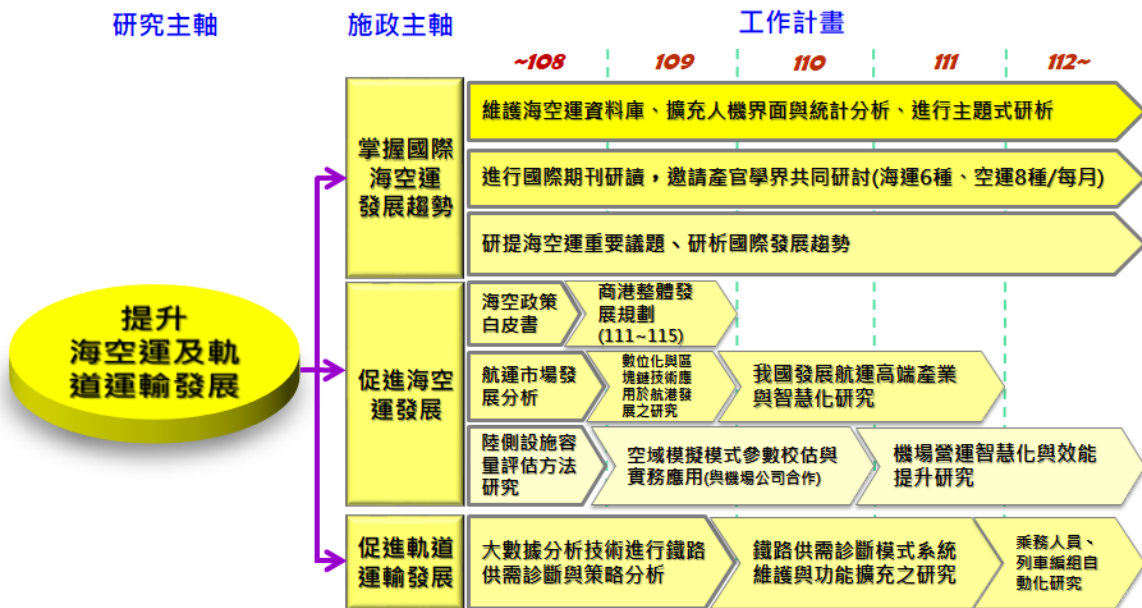 研究主軸
施政主軸
工作計畫
~108
109
110
111
112~
提升
海空運及軌
道運輸發展
掌握國際
海空運
發展趨勢
維護海空運資料庫、擴充人機界面與統計分析、進行主題式研析
進行國際期刊研讀，邀請產官學界共同研討(海運6種、空運8種/每月)
研提海空運重要議題、研析國際發展趨勢
促進海空
運發展
海空政策
白皮書
商港整體發
展規劃
(111~115)
航運市場發
展分析
數位化與區
塊鏈技術應
用於航港發
展之研究
我國發展航運高端產業
與智慧化研究
陸側設施容
量評估方法
研究
空域模擬模式參數校估與
實務應用(與機場公司合作)
機場營運智慧化與效能
提升研究
促進軌道
運輸發展
大數據分析技術進行鐵路
供需診斷與策略分析
鐵路供需診斷模式系統
維護與功能擴充之研究
乘務人員、
列車編組自
動化研究